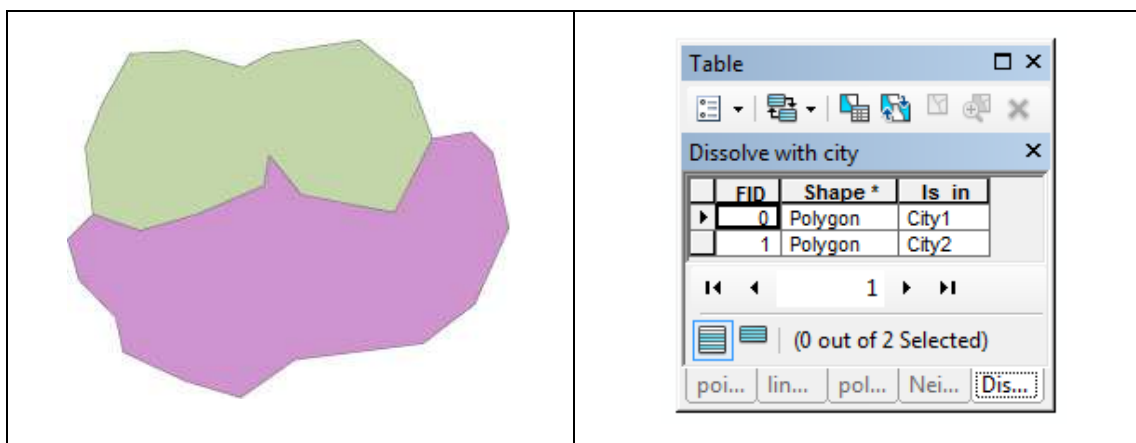 Table
Dissolve with city
FID Shape * Is_in
0 Polygon City1
1 Polygon City2
1
(0 out of 2 Selected)
poi... lin... pol... Nei... Dis...